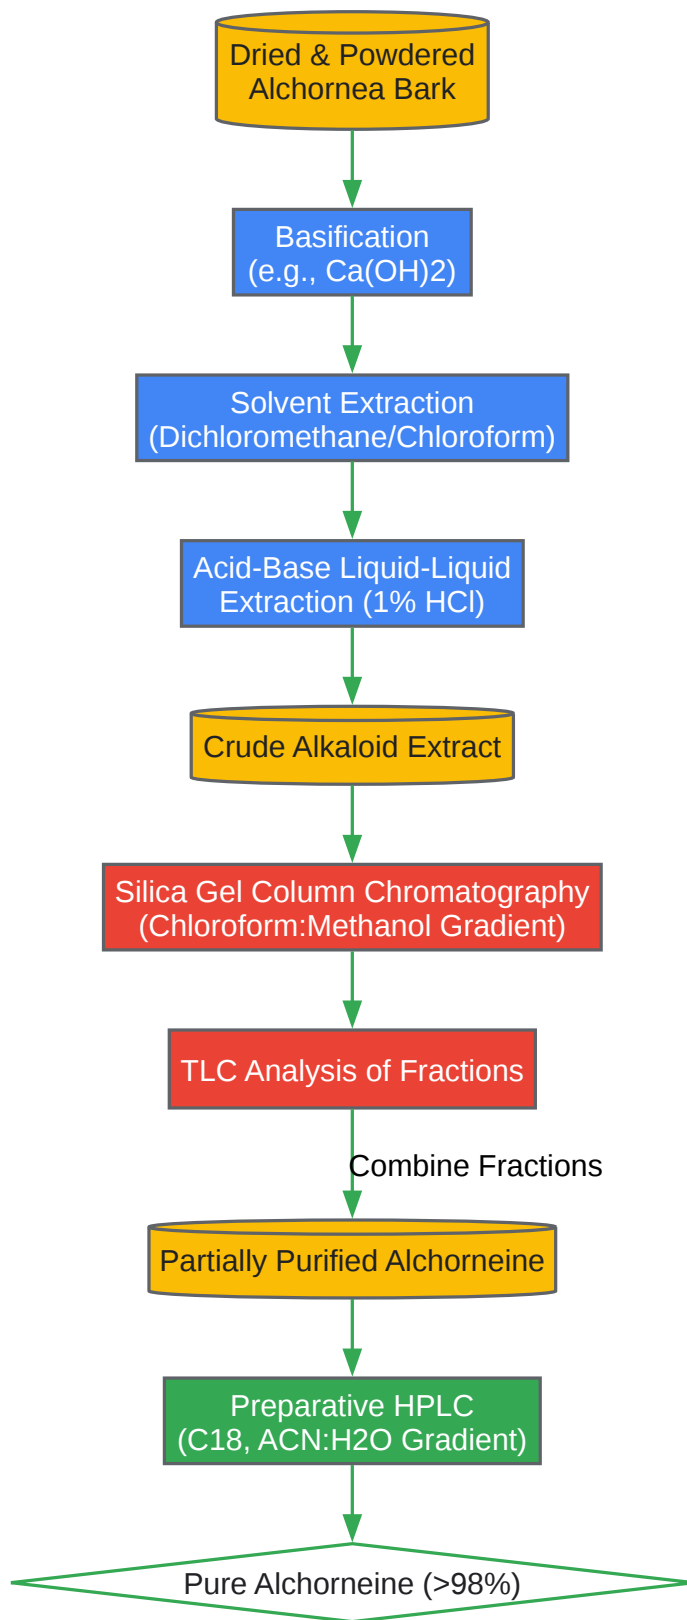 Dried & Powdered
Alchornea Bark
Basification
(e.g., Ca(OH)2)
Solvent Extraction
(Dichloromethane/Chloroform)
Acid-Base Liquid-Liquid
Extraction (1% HCl)
Crude Alkaloid Extract
Silica Gel Column Chromatography
(Chloroform:Methanol Gradient)
TLC Analysis of Fractions
Combine Fractions
Partially Purified Alchorneine
Preparative HPLC
(C18, ACN:H2O Gradient)
Pure Alchorneine (>98%)